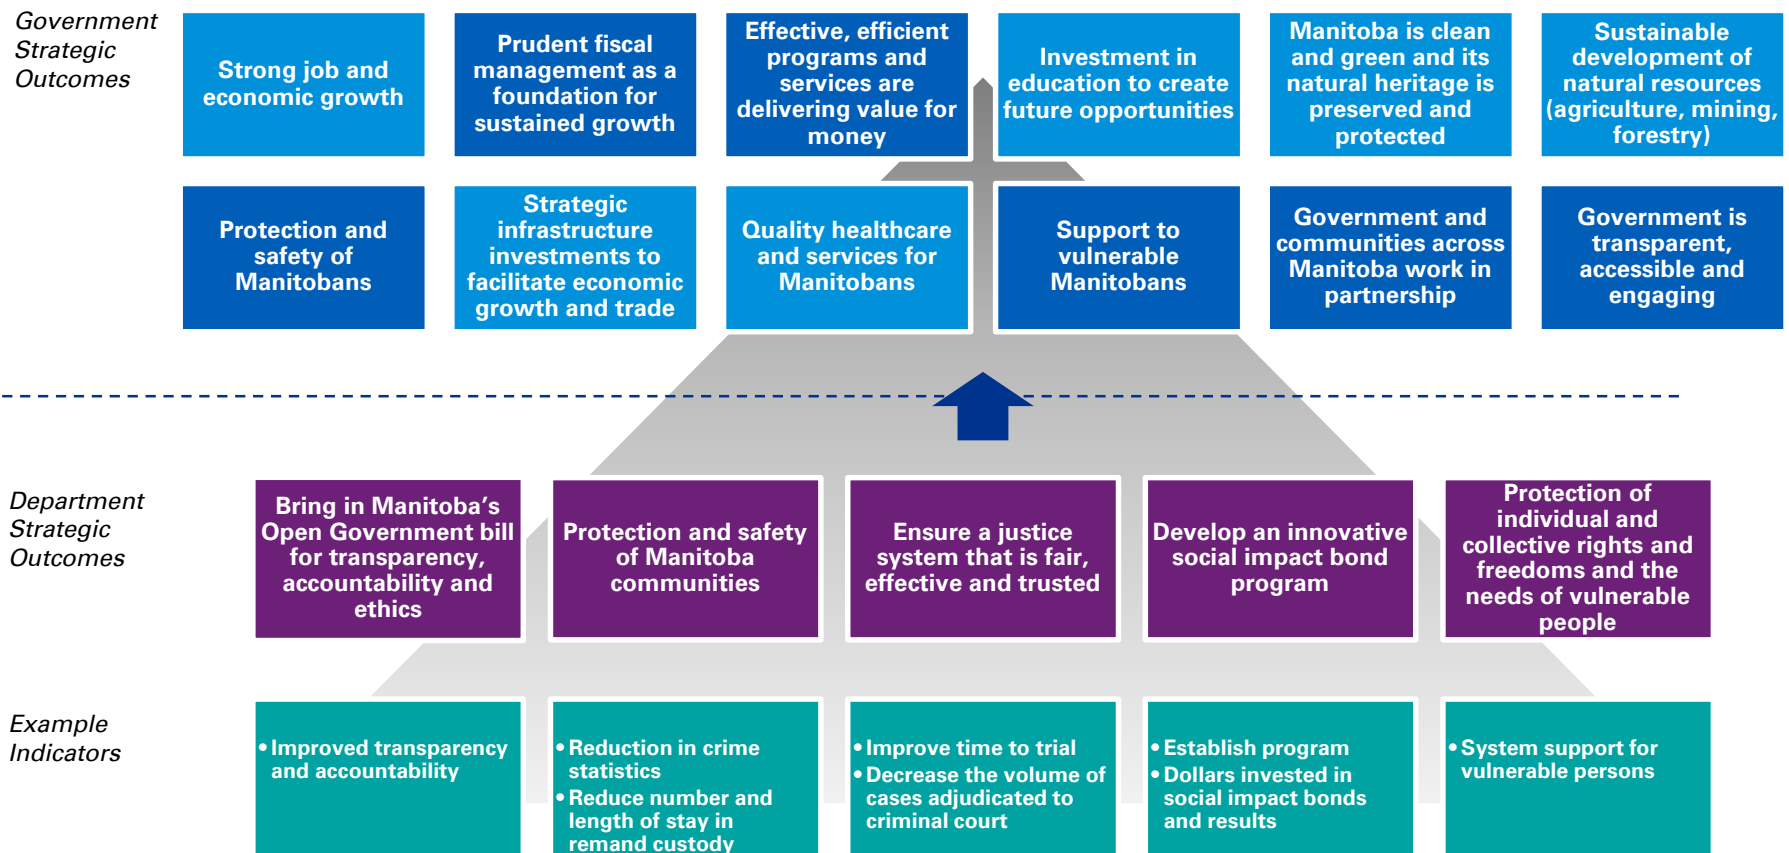 Government
Strategic
Outcomes
Strong job and
economic growth
Prudent fiscal
management as a
foundation for
sustained growth
Effective, efficient
programs and
services are
delivering value for
money
Investment in
education to create
future opportunities
Manitoba is clean
and green and its
natural heritage is
preserved and
protected
Sustainable
development of
natural resources
(agriculture, mining,
forestry)
Protection and
safety of
Manitobans
Strategic
infrastructure
investments to
facilitate economic
growth and trade
Quality healthcare
and services for
Manitobans
Support to
vulnerable
Manitobans
Government and
communities across
Manitoba work in
partnership
Government is
transparent,
accessible and
engaging
Department
Strategic
Outcomes
Bring in Manitoba’s
Open Government bill
for transparency,
accountability and
ethics
Protection and safety
of Manitoba
communities
Ensure a justice
system that is fair,
effective and trusted
Develop an innovative
social impact bond
program
Protection of
individual and
collective rights and
freedoms and the
needs of vulnerable
people
Example
Indicators
• Improved transparency
and accountability
• Reduction in crime
statistics
• Reduce number and
length of stay in
remand custody
• Improve time to trial
• Decrease the volume of
cases adjudicated to
criminal court
• Establish program
• Dollars invested in
social impact bonds
and results
• System support for
vulnerable persons